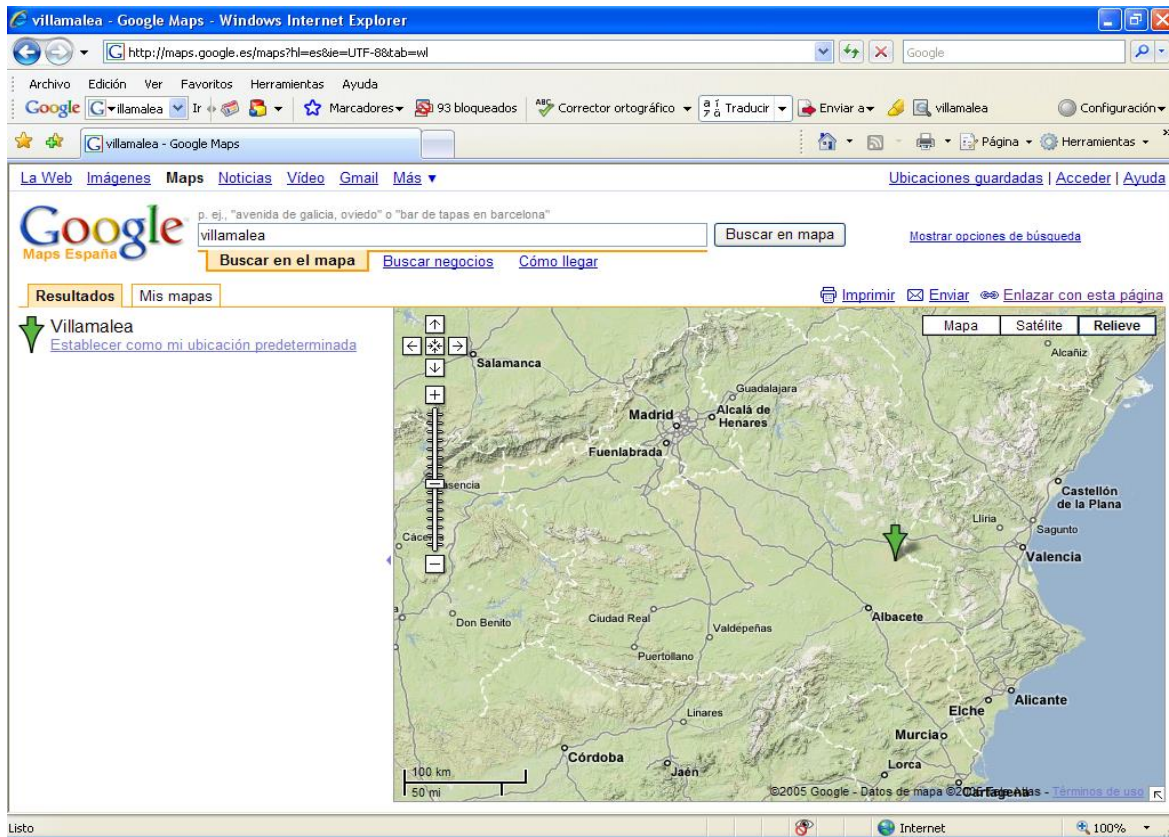 villamalea - Google Maps - Windows Internet Explorer
http://maps.google.es/maps?hl=es&ie=UTF-8&tab=wl
Google
Archivo Edición Ver Favoritos Herramientas Ayuda
Google villamalea Ir Marcadores 93 bloqueados Corrector ortográfico Traducir Enviar a villamalea Configuración
villamalea - Google Maps
Página Herramientas
La Web Imágenes Maps Noticias Vídeo Gmail Más ▼
Ubicaciones guardadas | Acceder | Ayuda
Google
Maps España
p. ej., "avenida de galicia, oviedo" o "bar de tapas en barcelona"
villamalea
Buscar en mapa
Mostrar opciones de búsqueda
Buscar en el mapa Buscar negocios Cómo llegar
Resultados Mis mapas
Imprimir Enviar Enlazar con esta página
Villamalea
Establecer como mi ubicación predeterminada
Mapa Satélite Relieve
Alcañiz
Salamanca
Guadalajara
Madrid
Alcalá de
Henares
Fuenlabrada
Castellón
de la Plana
Lliria
Sagunto
Valencia
Don Benito
Ciudad Real
Albacete
Valdepeñas
Puertollano
Alicante
Elche
Linares
Murcia
Córdoba
Lorca
Jaén
Cartagena
100 km
50 mi
©2005 Google - Datos de mapa
Términos de uso
Listo
Internet
100%